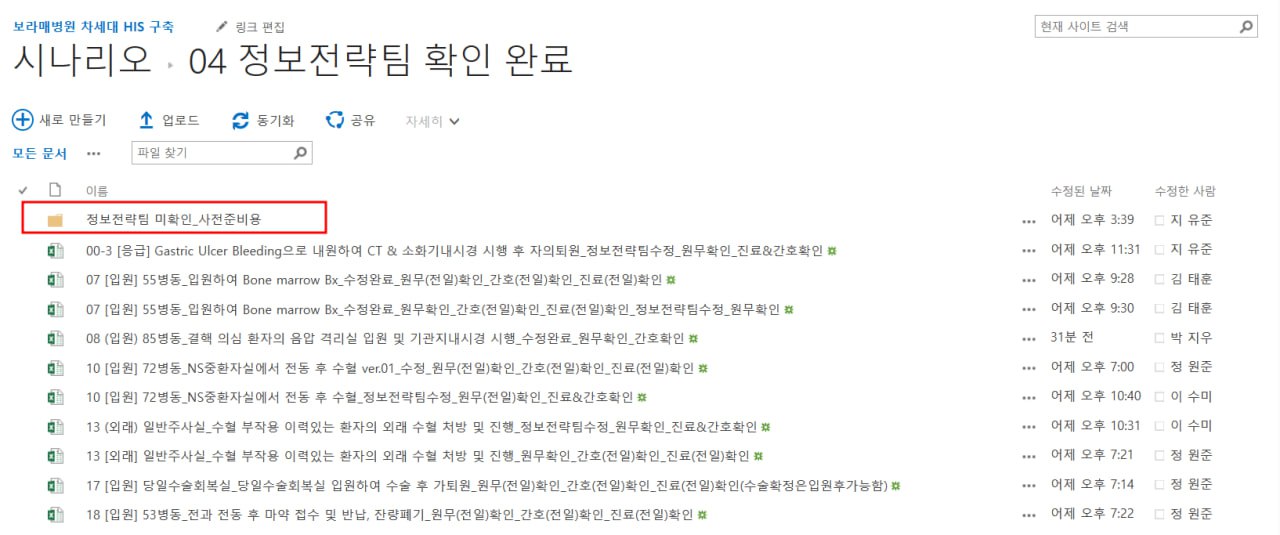 보라매병원 차세대 HIS 구축 링크 편집
현재 사이트 검색
시나리오 ▸ 04 정보전략팀 확인 완료
새로 만들기 업로드 동기화 공유 자세히
모든 문서 ··· 파일 찾기
이름 수정된 날짜 수정한 사람
정보전략팀 미확인_사전준비용 ··· 어제 오후 3:39 지 유준
00-3 [응급] Gastric Ulcer Bleeding으로 내원하여 CT & 소화기내시경 시행 후 자의퇴원_정보전략팀수정_원무확인_진료&간호확인 ··· 어제 오후 11:31 지 유준
07 [입원] 55병동_입원하여 Bone marrow Bx_수정완료_원무(전일)확인_간호(전일)확인_진료(전일)확인 ··· 어제 오후 9:28 김 태훈
07 [입원] 55병동_입원하여 Bone marrow Bx_수정완료_원무확인_간호(전일)확인_진료(전일)확인_정보전략팀수정_원무확인 ··· 어제 오후 9:30 김 태훈
08 (입원) 85병동_결핵 의심 환자의 음압 격리실 입원 및 기관지내시경 시행_수정완료_원무확인_간호확인 ··· 31분 전 박 지우
10 [입원] 72병동_NS중환자실에서 전동 후 수혈 ver.01_수정_원무(전일)확인_간호(전일)확인_진료(전일)확인 ··· 어제 오후 7:00 정 원준
10 [입원] 72병동_NS중환자실에서 전동 후 수혈_정보전략팀수정_원무(전일)확인_진료&간호확인 ··· 어제 오후 10:40 이 수미
13 (외래) 일반주사실_수혈 부작용 이력있는 환자의 외래 수혈 처방 및 진행_정보전략팀수정_원무확인_진료&간호확인 ··· 어제 오후 10:31 이 수미
13 [외래] 일반주사실_수혈 부작용 이력있는 환자의 외래 수혈 처방 및 진행_원무확인_간호(전일)확인_진료(전일)확인 ··· 어제 오후 7:21 정 원준
17 [입원] 당일수술회복실_당일수술회복실 입원하여 수술 후 가퇴원_원무(전일)확인_간호(전일)확인_진료(전일)확인(수술확정은입원후가능함) ··· 어제 오후 7:14 정 원준
18 [입원] 53병동_전과 전동 후 마약 접수 및 반납, 잔량폐기_원무(전일)확인_간호(전일)확인_진료(전일)확인 ··· 어제 오후 7:22 정 원준